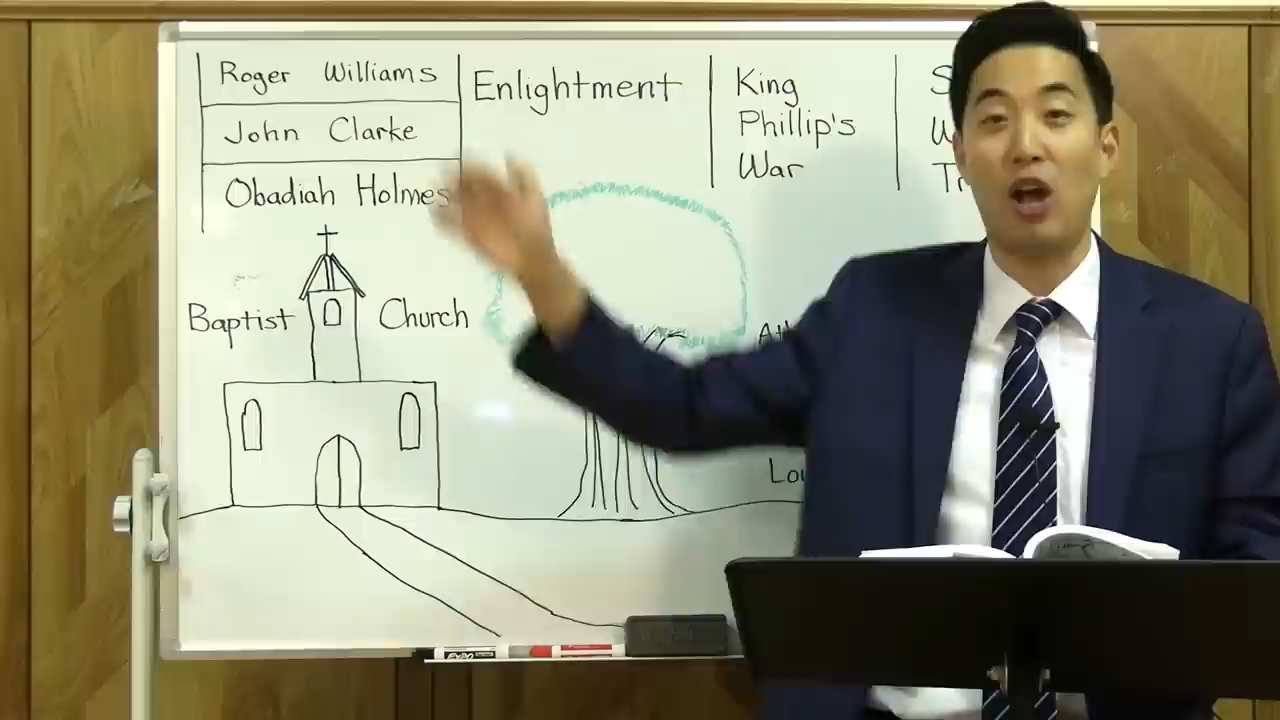 Roger Williams
John Clarke
Obadiah Holmes
Enlightment
King
Phillip's
War
Baptist Church